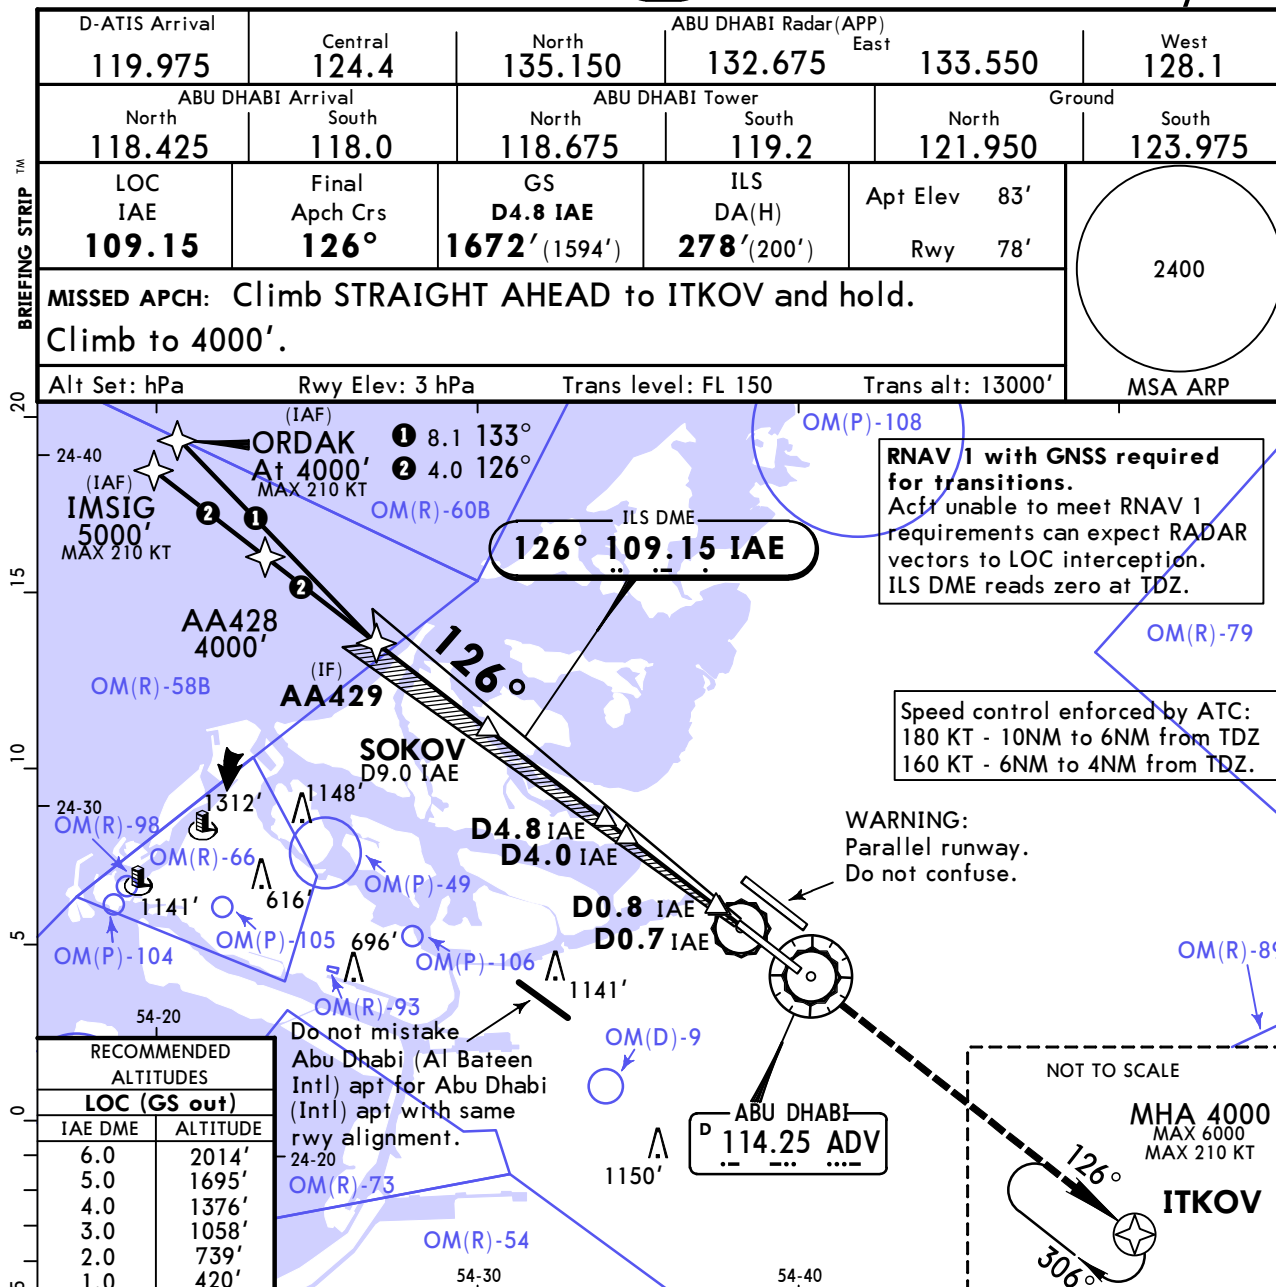 D-ATIS Arrival
119.975
ABU DHABI Radar(APP)
Central
124.4
North
135.150
East
132.675 133.550
West
128.1
ABU DHABI Arrival
North
118.425
South
118.0
ABU DHABI Tower
North
118.675
South
119.2
Ground
North
121.950
South
123.975
BRIEFING STRIP TM
LOC
IAE
109.15
Final
Apch Crs
126°
GS
D4.8 IAE
1672′(1594′)
ILS
DA(H)
278′(200′)
Apt Elev 83′
Rwy 78′
2400
MSA ARP
MISSED APCH: Climb STRAIGHT AHEAD to ITKOV and hold.
Climb to 4000′.
Alt Set: hPa Rwy Elev: 3 hPa Trans level: FL 150 Trans alt: 13000′
20
15
10
5
0
5
24-40
24-30
24-20
54-20
54-30
54-40
(IAF)
ORDAK
At 4000′
MAX 210 KT
1 8.1 133°
2 4.0 126°
(IAF)
IMSIG
5000′
MAX 210 KT
2
1
2
AA428
4000′
(IF)
AA429
126°
SOKOV
D9.0 IAE
D4.8 IAE
D4.0 IAE
D0.8 IAE
D0.7 IAE
ILS DME
126° 109.15 IAE
OM(P)-108
OM(R)-60B
OM(R)-58B
OM(R)-79
RNAV 1 with GNSS required
for transitions.
Acft unable to meet RNAV 1
requirements can expect RADAR
vectors to LOC interception.
ILS DME reads zero at TDZ.
Speed control enforced by ATC:
180 KT - 10NM to 6NM from TDZ
160 KT - 6NM to 4NM from TDZ.
WARNING:
Parallel runway.
Do not confuse.
1312′
1148′
OM(R)-98
OM(R)-66
OM(P)-49
616′
1141′
OM(P)-104
OM(P)-105
696′
OM(P)-106
OM(R)-93
1141′
OM(R)-89
OM(D)-9
Do not mistake
Abu Dhabi (Al Bateen
Intl) apt for Abu Dhabi
(Intl) apt with same
rwy alignment.
OM(R)-73
OM(R)-54
1150′
ABU DHABI
D 114.25 ADV
NOT TO SCALE
MHA 4000
MAX 6000
MAX 210 KT
126°
ITKOV
306°
RECOMMENDED
ALTITUDES
LOC (GS out)
IAE DME ALTITUDE
6.0 2014′
5.0 1695′
4.0 1376′
3.0 1058′
2.0 739′
1.0 420′